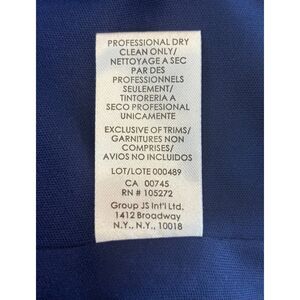 PROFESSIONAL DRY
CLEAN ONLY/
NETTOYAGE A SEC
PAR DES
PROFESSIONNELS
SEULEMENT/
TINTORERIA A
SECO PROFESIONAL
UNICAMENTE
EXCLUSIVE OF TRIMS/
GARNITURES NON
COMPRISES/
AVIOS NO INCLUIDOS
LOT/LOTE 000489
CA 00745
RN # 105272
Group JS Int'l Ltd.
1412 Broadway
N.Y., N.Y., 10018